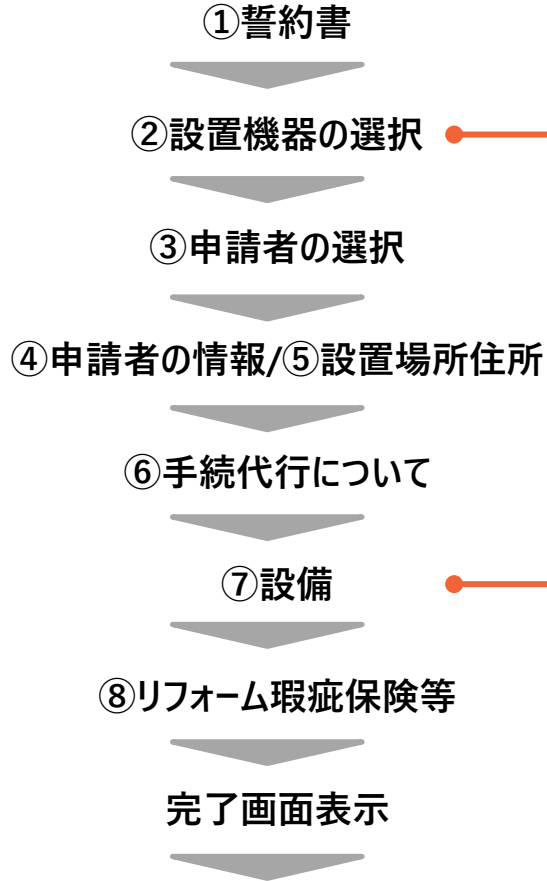 ①誓約書
②設置機器の選択
③申請者の選択
④申請者の情報/⑤設置場所住所
⑥手続代行について
⑦設備
⑧リフォーム瑕疵保険等
完了画面表示